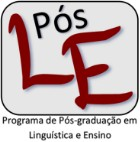 Pós
LE
Programa de Pós-graduação em
Linguística e Ensino